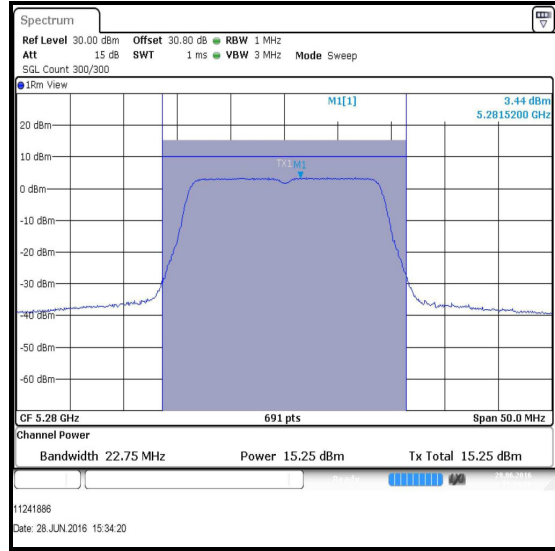 Spectrum
Ref Level 30.00 dBm Offset 30.80 dB RBW 1 MHz
Att 15 dB SWT 1 ms VBW 3 MHz Mode Sweep
SGL Count 300/300
1Rm View
M1[1] 3.44 dBm
5.2815200 GHz
20 dBm
10 dBm
TX1 M1
0 dBm
-10 dBm
-20 dBm
-30 dBm
-40 dBm
-50 dBm
-60 dBm
CF 5.28 GHz 691 pts Span 50.0 MHz
Channel Power
Bandwidth 22.75 MHz Power 15.25 dBm Tx Total 15.25 dBm
28.06.2016
11241886
Date: 28.JUN.2016 15:34:20